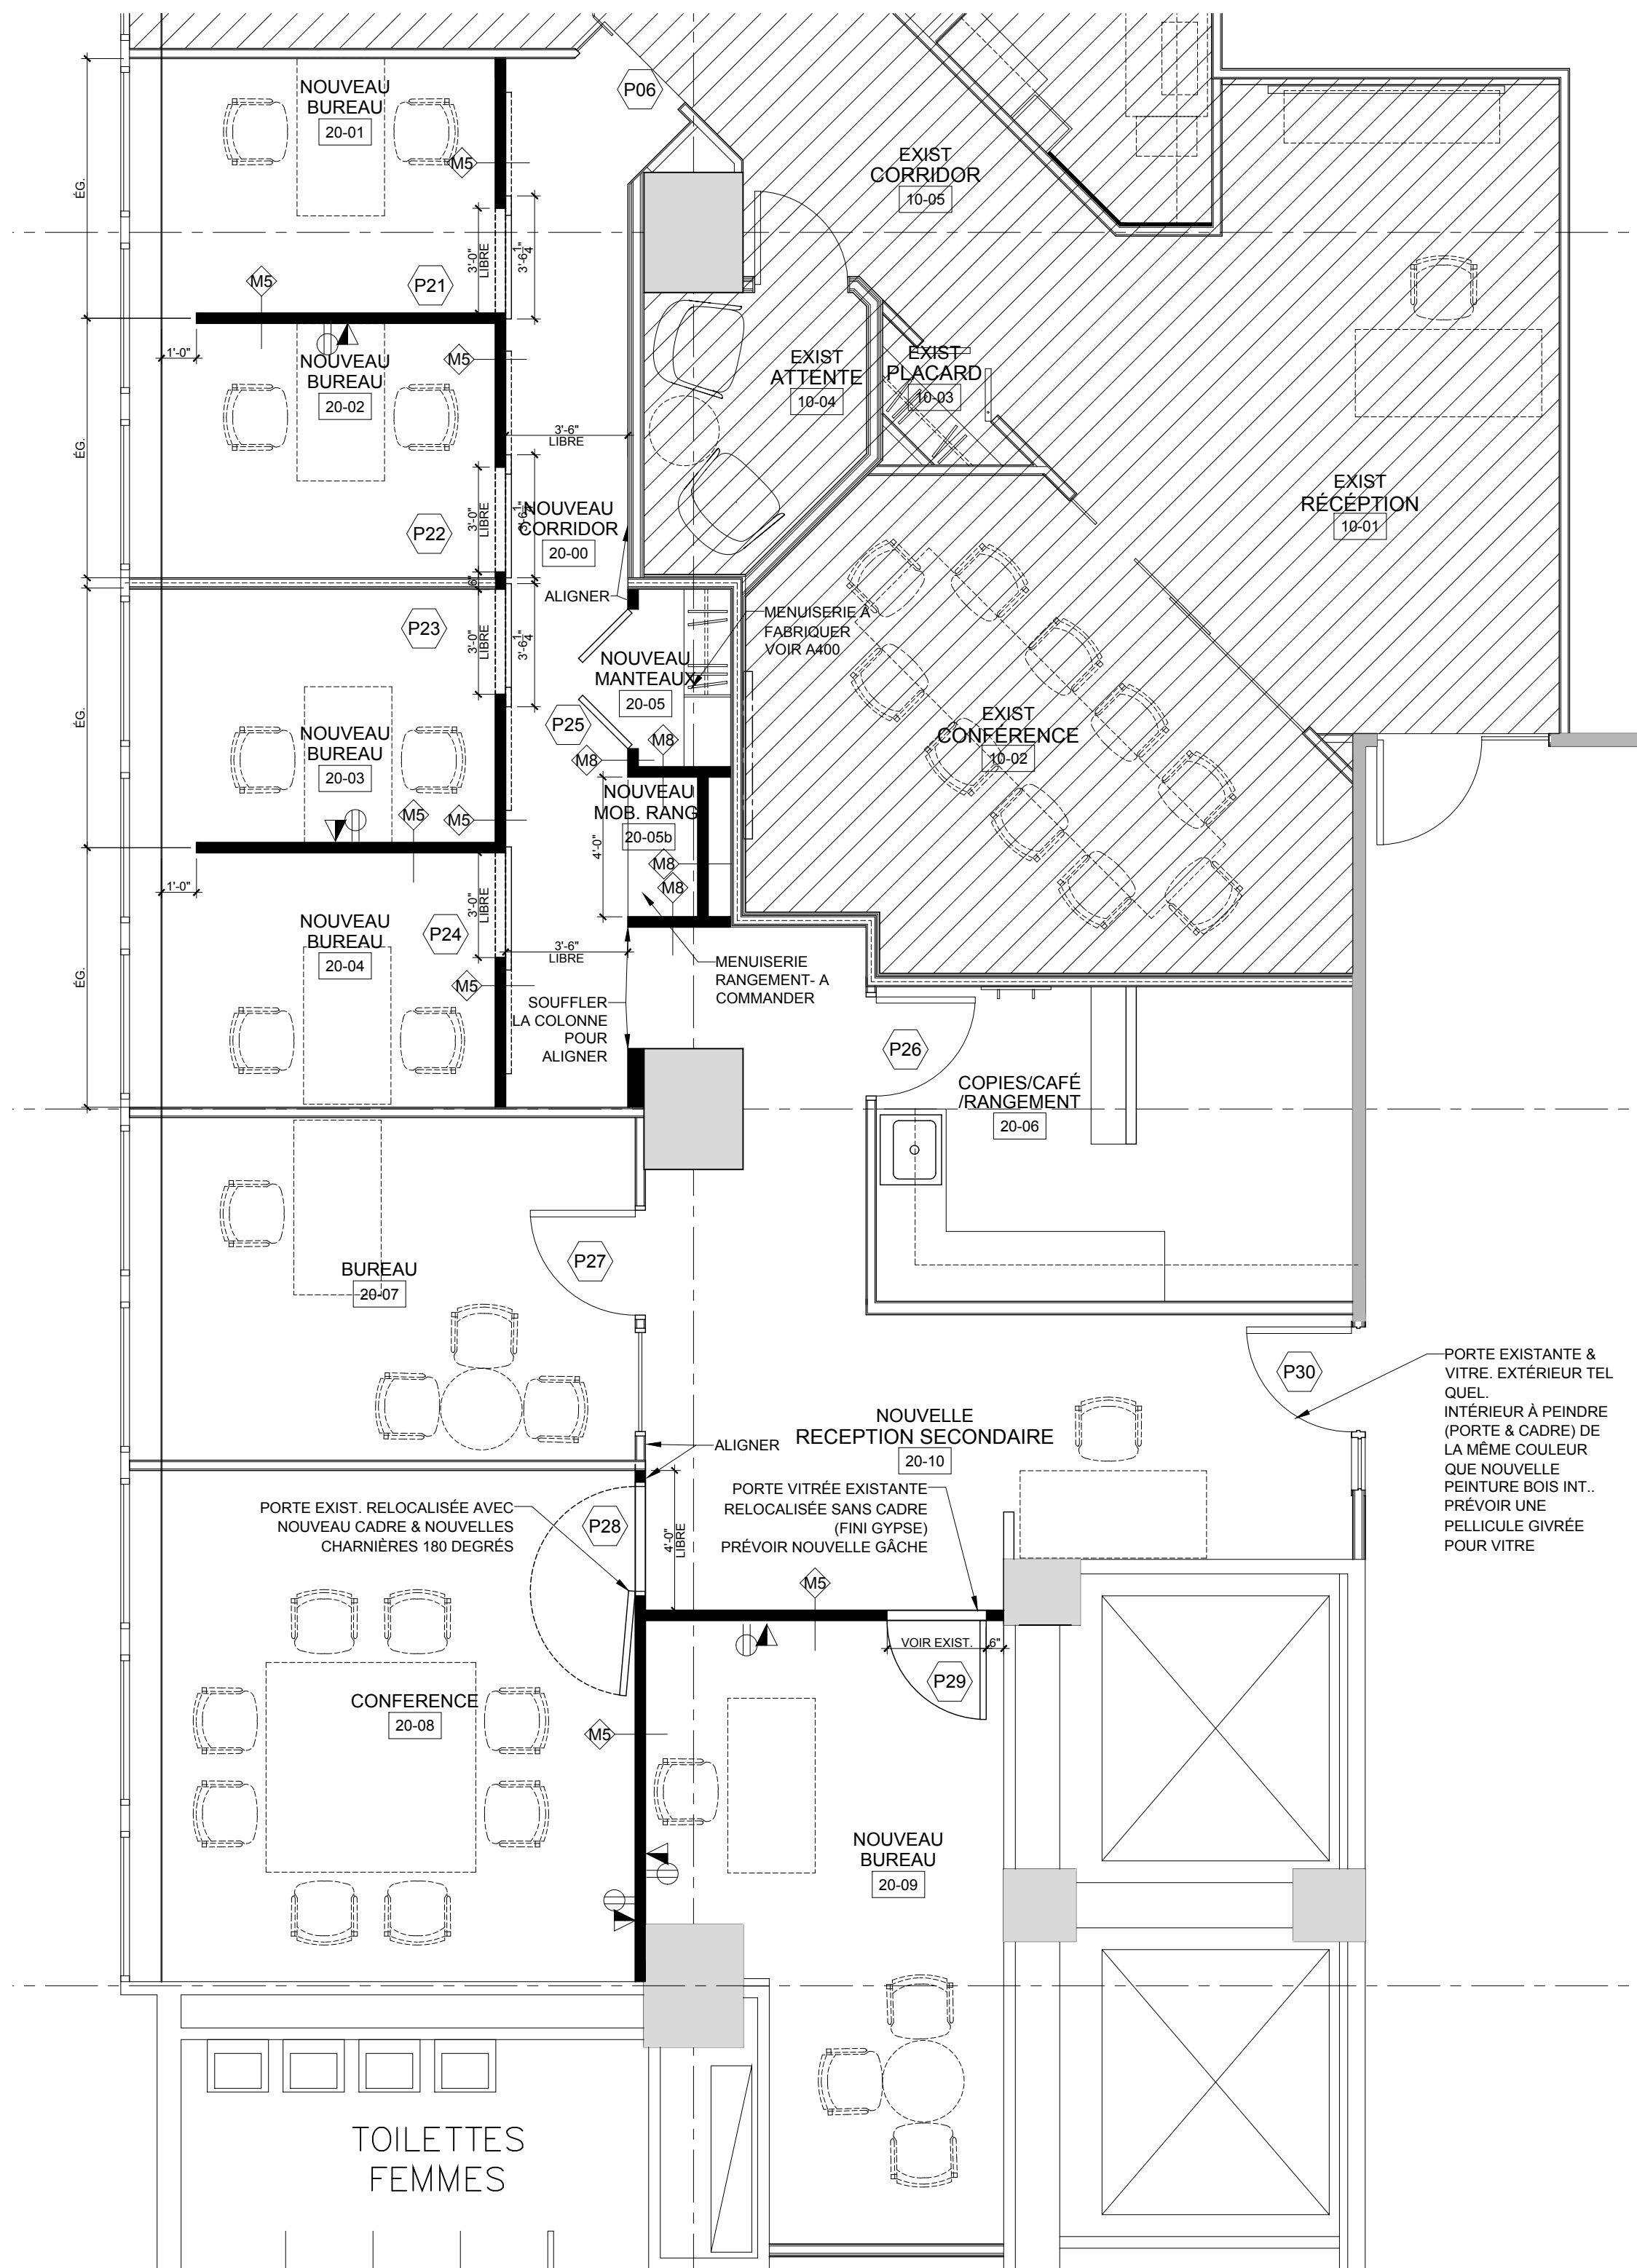 NOUVEAU
BUREAU
20-01
P06
M5
EXIST
CORRIDOR
10-05
ÉG.
3'-0"
LIBRE
3'-6 1/4"
M5
P21
1'-0"
NOUVEAU
BUREAU
20-02
M5
EXIST
ATTENTE
10-04
EXIST
PLACARD
10-03
ÉG.
3'-6"
LIBRE
EXIST
RÉCÉPTION
10-01
P22
3'-0"
LIBRE
3'-6 1/4"
NOUVEAU
CORRIDOR
20-00
6"
ALIGNER
P23
3'-0"
LIBRE
3'-6 1/4"
MENUISERIE A
FABRIQUER
VOIR A400
NOUVEAU
MANTEAUX
20-05
ÉG.
NOUVEAU
BUREAU
20-03
P25
M8
M8
EXIST
CONFÉRENCE
10-02
NOUVEAU
MOB. RANG
20-05b
M5
M5
4'-0"
M8
M8
1'-0"
3'-0"
LIBRE
NOUVEAU
BUREAU
20-04
P24
3'-6"
LIBRE
ÉG.
M5
MENUISERIE
RANGEMENT- A
COMMANDER
SOUFFLER
LA COLONNE
POUR
ALIGNER
P26
COPIES/CAFÉ
/RANGEMENT
20-06
BUREAU
20-07
P27
P30
PORTE EXISTANTE &
VITRE. EXTÉRIEUR TEL
QUEL.
INTÉRIEUR À PEINDRE
(PORTE & CADRE) DE
LA MÊME COULEUR
QUE NOUVELLE
PEINTURE BOIS INT..
PRÉVOIR UNE
PELLICULE GIVRÉE
POUR VITRE
NOUVELLE
RECEPTION SECONDAIRE
20-10
ALIGNER
PORTE VITRÉE EXISTANTE
RELOCALISÉE SANS CADRE
(FINI GYPSE)
PRÉVOIR NOUVELLE GÂCHE
PORTE EXIST. RELOCALISÉE AVEC
NOUVEAU CADRE & NOUVELLES
CHARNIÈRES 180 DEGRÉS
P28
4'-0"
LIBRE
M5
VOIR EXIST.
6"
P29
CONFERENCE
20-08
M5
NOUVEAU
BUREAU
20-09
TOILETTES
FEMMES